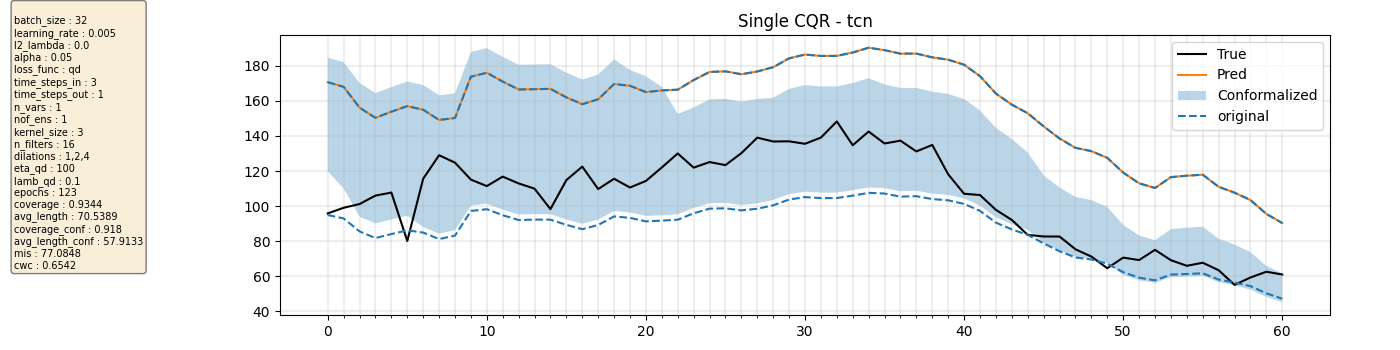 batch_size : 32
learning_rate : 0.005
l2_lambda : 0.0
alpha : 0.05
loss_func : qd
time_steps_in : 3
time_steps_out : 1
n_vars : 1
nof_ens : 1
kernel_size : 3
n_filters : 16
dilations : 1,2,4
eta_qd : 100
lamb_qd : 0.1
epochs : 123
coverage : 0.9344
avg_length : 70.5389
coverage_conf : 0.918
avg_length_conf : 57.9133
mis : 77.0848
cwc : 0.6542
Single CQR - tcn
180
160
140
120
100
80
60
40
0 10 20 30 40 50 60
True
Pred
Conformalized
original